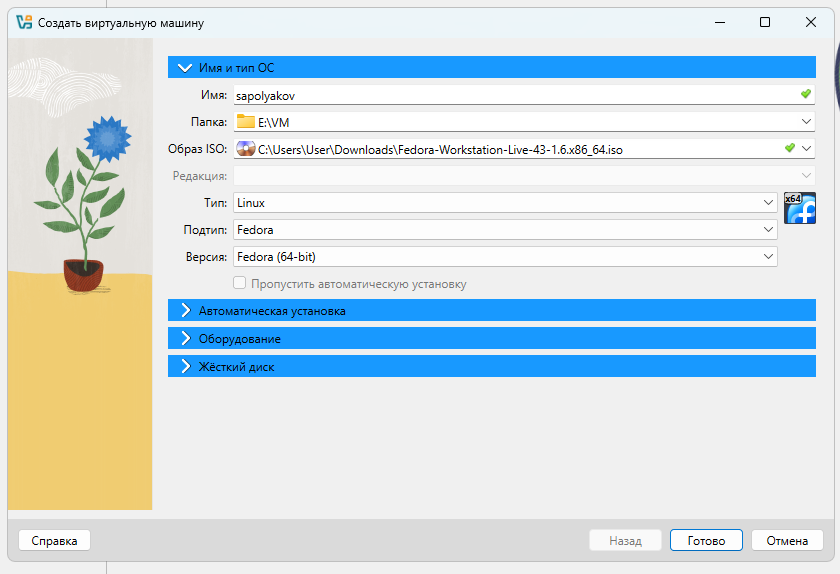 Создать виртуальную машину
Имя и тип ОС
Имя: sapolyakov
Папка: E:\VM
Образ ISO: C:\Users\User\Downloads\Fedora-Workstation-Live-43-1.6.x86_64.iso
Редакция:
Тип: Linux
x64
Подтип: Fedora
Версия: Fedora (64-bit)
Пропустить автоматическую установку
Автоматическая установка
Оборудование
Жёсткий диск
Справка Назад Готово Отмена